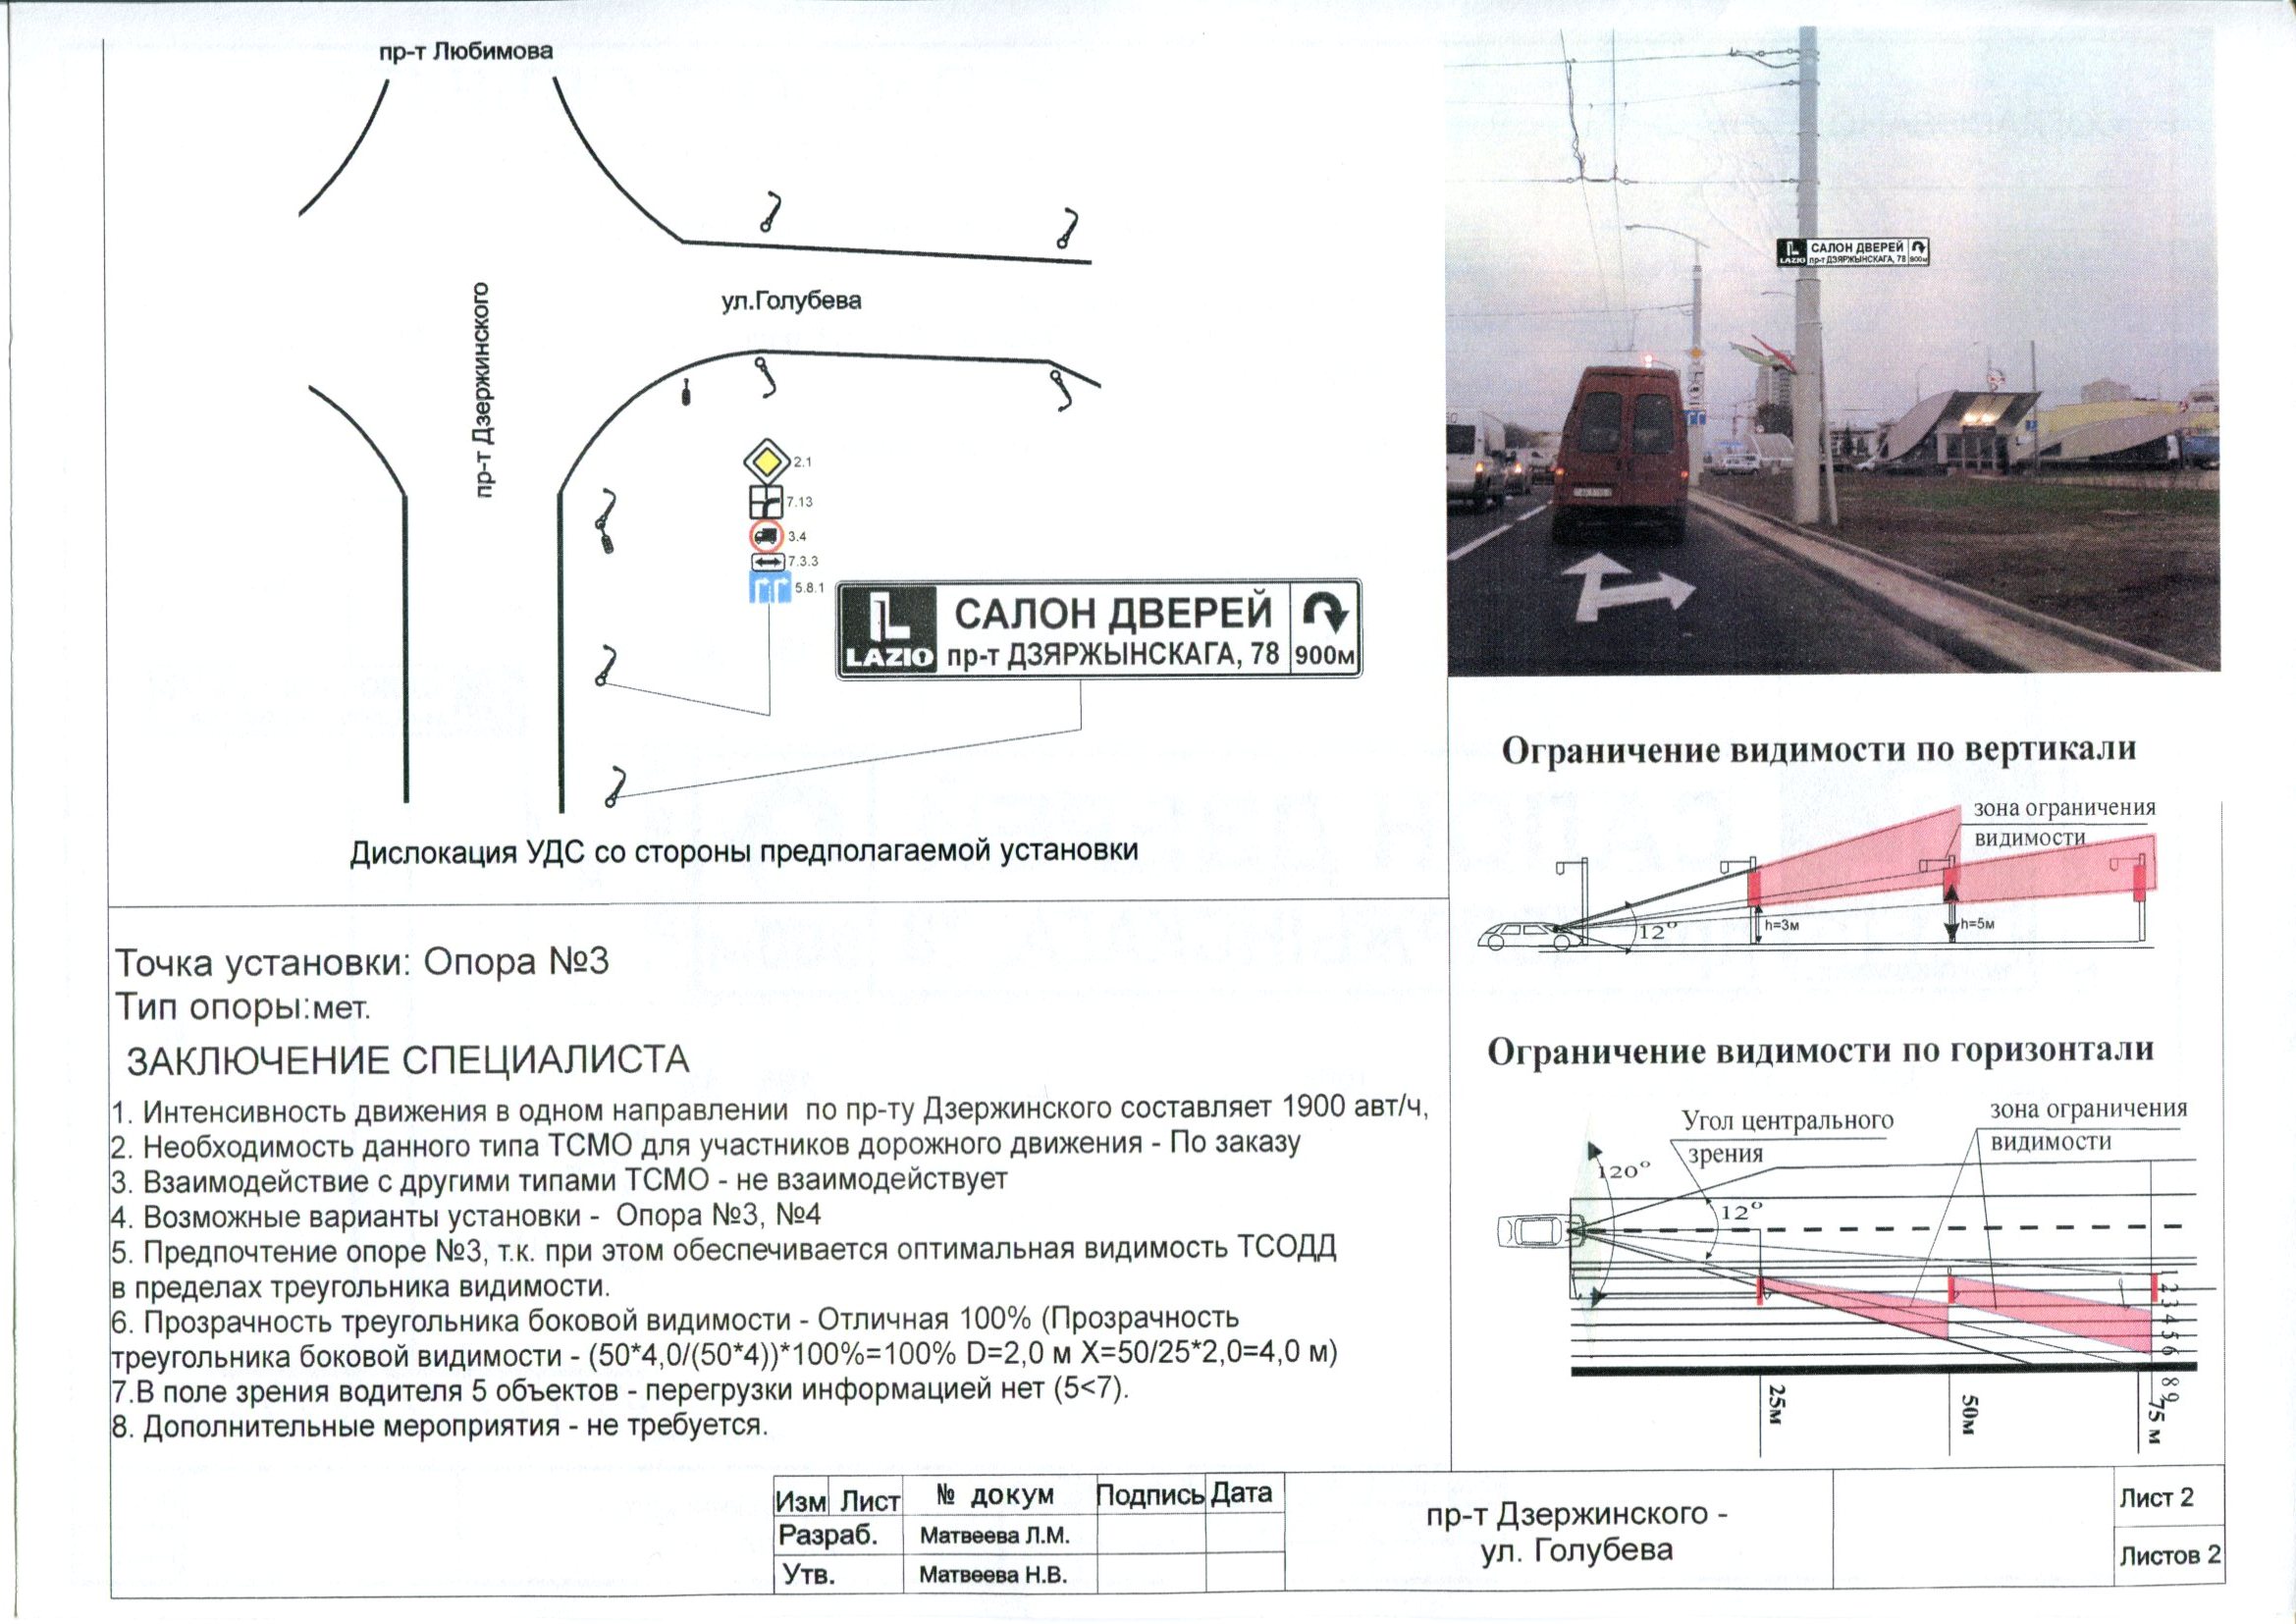 пр-т Любимова
ул.Голубева
пр-т Дзержинского
2.1
7.13
3.4
7.3.3
5.8.1
LAZIO
САЛОН ДВЕРЕЙ
пр-т ДЗЯРЖЫНСКАГА, 78
900м
Дислокация УДС со стороны предполагаемой установки
LAZIO
САЛОН ДВЕРЕЙ
пр-т ДЗЯРЖЫНСКАГА, 78
900м
Ограничение видимости по вертикали
зона ограничения
видимости
12°
h=3м
h=5м
Ограничение видимости по горизонтали
Угол центрального
зрения
зона ограничения
видимости
120°
12°
1 2 3 4 5 6
8 9
25м
50м
75 м
Точка установки: Опора №3
Тип опоры:мет.
ЗАКЛЮЧЕНИЕ СПЕЦИАЛИСТА
1. Интенсивность движения в одном направлении по пр-ту Дзержинского составляет 1900 авт/ч,
2. Необходимость данного типа ТСМО для участников дорожного движения - По заказу
3. Взаимодействие с другими типами ТСМО - не взаимодействует
4. Возможные варианты установки - Опора №3, №4
5. Предпочтение опоре №3, т.к. при этом обеспечивается оптимальная видимость ТСОДД
в пределах треугольника видимости.
6. Прозрачность треугольника боковой видимости - Отличная 100% (Прозрачность
треугольника боковой видимости - (50*4,0/(50*4))*100%=100% D=2,0 м X=50/25*2,0=4,0 м)
7.В поле зрения водителя 5 объектов - перегрузки информацией нет (5<7).
8. Дополнительные мероприятия - не требуется.
Изм Лист № докум Подпись Дата
Разраб. Матвеева Л.М.
Утв. Матвеева Н.В.
пр-т Дзержинского -
ул. Голубева
Лист 2
Листов 2